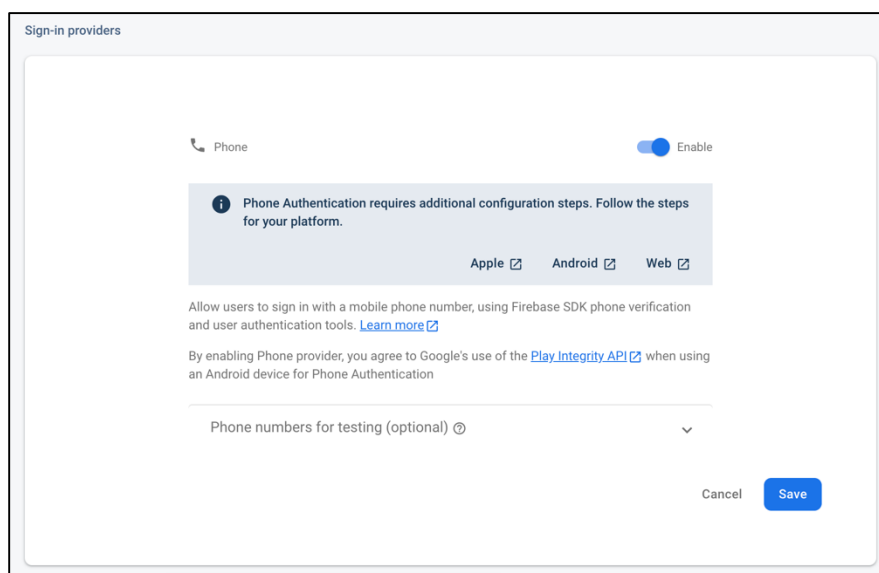 Sign-in providers
Phone
Enable
Phone Authentication requires additional configuration steps. Follow the steps
for your platform.
Apple
Android
Web
Allow users to sign in with a mobile phone number, using Firebase SDK phone verification
and user authentication tools. Learn more
By enabling Phone provider, you agree to Google's use of the Play Integrity API when using
an Android device for Phone Authentication
Phone numbers for testing (optional)
Cancel
Save